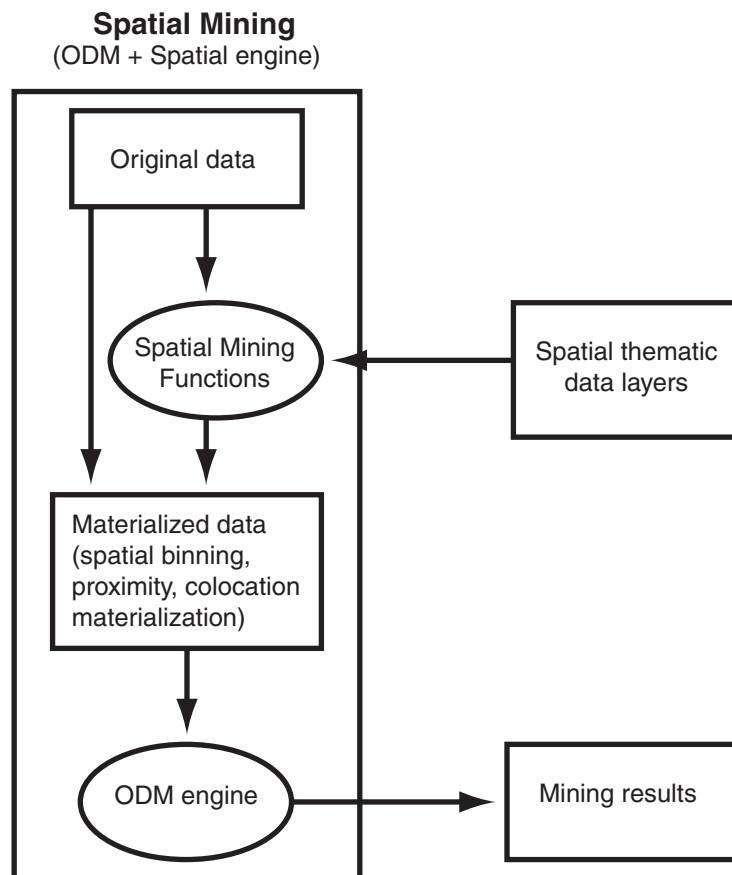 Spatial Mining
(ODM + Spatial engine)
Original data
Spatial Mining
Functions
Spatial thematic
data layers
Materialized data
(spatial binning,
proximity, colocation
materialization)
ODM engine
Mining results